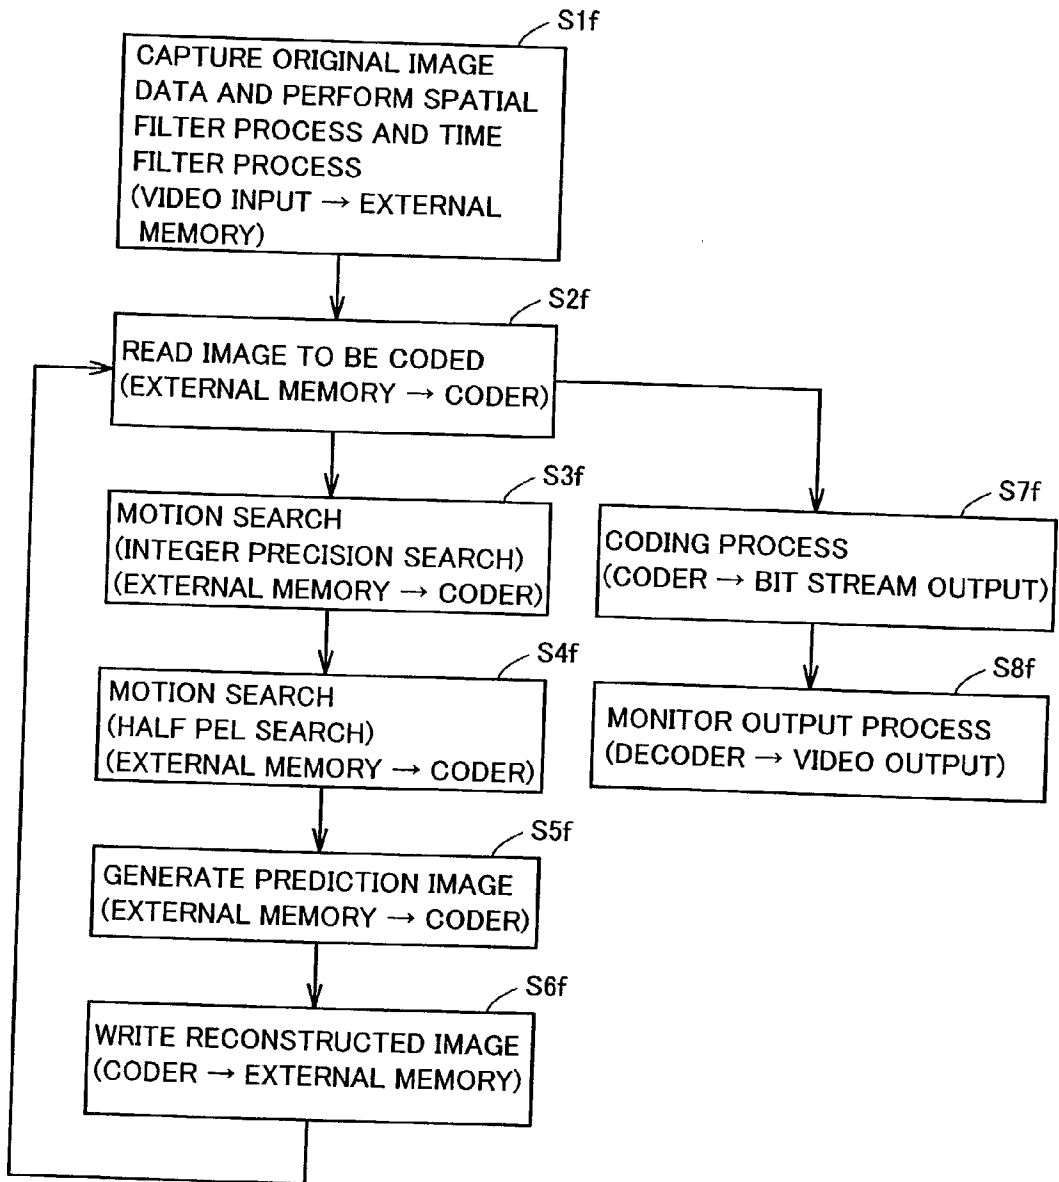 S1f
CAPTURE ORIGINAL IMAGE
DATA AND PERFORM SPATIAL
FILTER PROCESS AND TIME
FILTER PROCESS
(VIDEO INPUT → EXTERNAL
MEMORY)
S2f
READ IMAGE TO BE CODED
(EXTERNAL MEMORY → CODER)
S3f
MOTION SEARCH
(INTEGER PRECISION SEARCH)
(EXTERNAL MEMORY → CODER)
S4f
MOTION SEARCH
(HALF PEL SEARCH)
(EXTERNAL MEMORY → CODER)
S5f
GENERATE PREDICTION IMAGE
(EXTERNAL MEMORY → CODER)
S6f
WRITE RECONSTRUCTED IMAGE
(CODER → EXTERNAL MEMORY)
S7f
CODING PROCESS
(CODER → BIT STREAM OUTPUT)
S8f
MONITOR OUTPUT PROCESS
(DECODER → VIDEO OUTPUT)